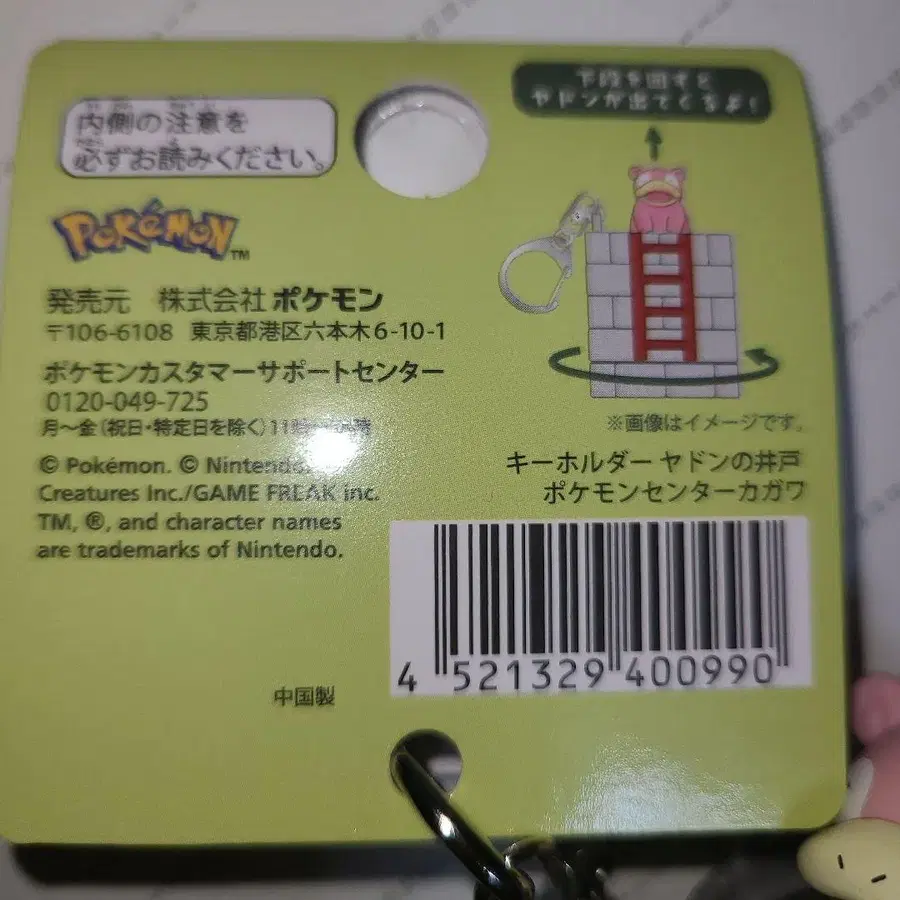 内側の注意を
必ずお読みください。
Pokémon™
発売元 株式会社ポケモン
〒106-6108 東京都港区六本木6-10-1
ポケモンカスタマーサポートセンター
0120-049-725
月～金(祝日・特定日を除く)
© Pokémon. © Nintendo.
Creatures Inc./GAME FREAK inc.
TM, ®, and character names
are trademarks of Nintendo.
中国製
下段を回すと
ヤドンが出てくるよ!
※画像はイメージです。
キーホルダー ヤドンの井戸
ポケモンセンターカガワ
4 521329 400990